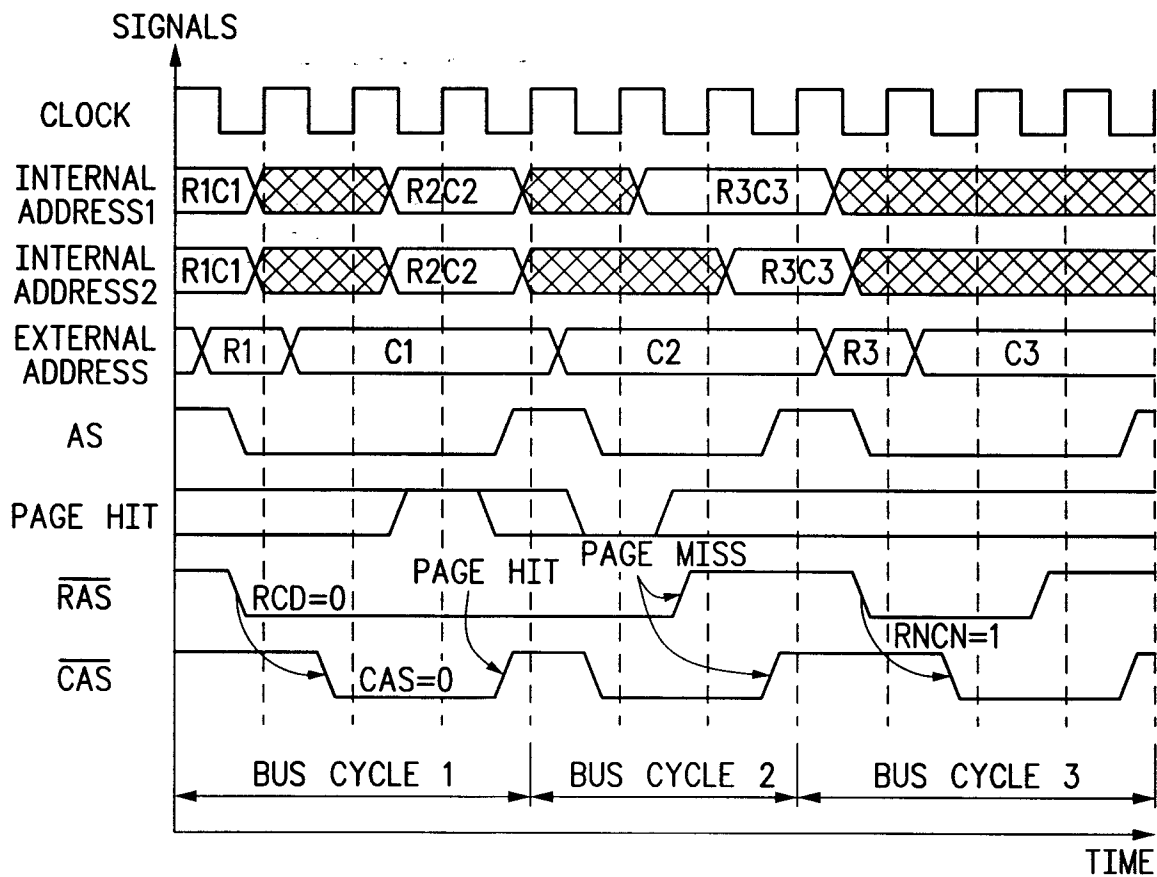 SIGNALS
CLOCK
INTERNAL ADDRESS1
R1C1 R2C2 R3C3
INTERNAL ADDRESS2
R1C1 R2C2 R3C3
EXTERNAL ADDRESS
R1 C1 C2 R3 C3
AS
PAGE HIT
PAGE HIT PAGE MISS
RAS
RCD=0 RNCN=1
CAS
CAS=0
BUS CYCLE 1 BUS CYCLE 2 BUS CYCLE 3
TIME